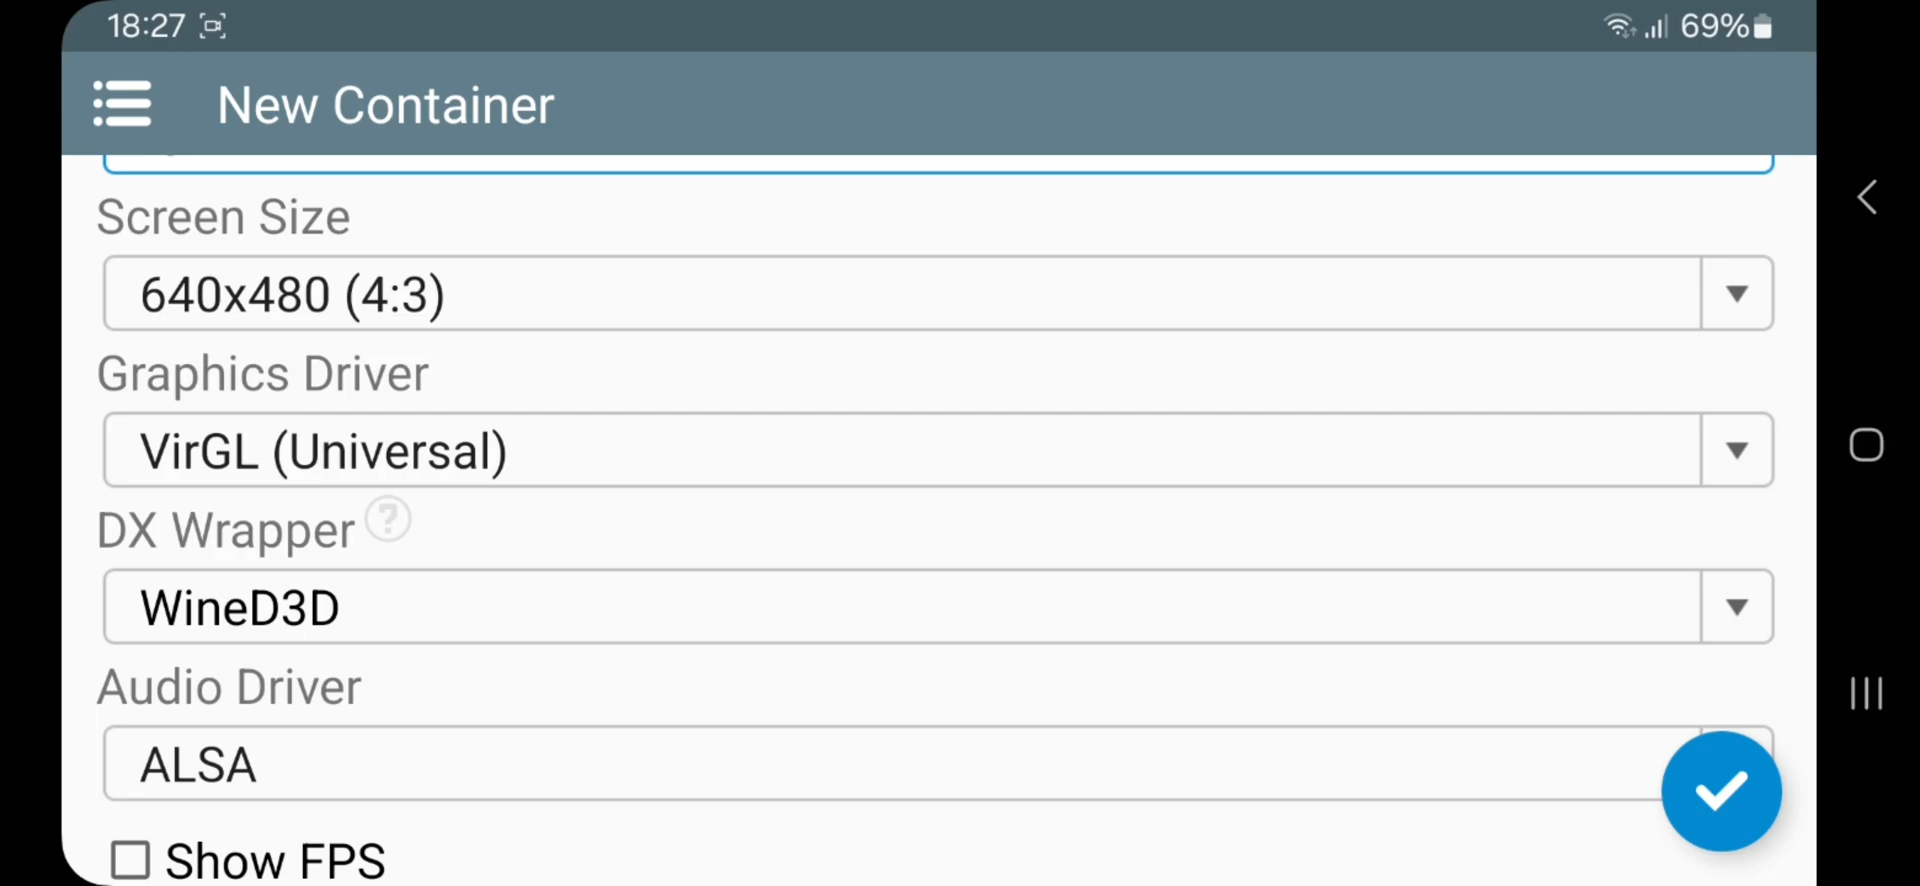 18:27 69%
New Container
Screen Size
640x480 (4:3)
Graphics Driver
VirGL (Universal)
DX Wrapper ?
WineD3D
Audio Driver
ALSA
Show FPS